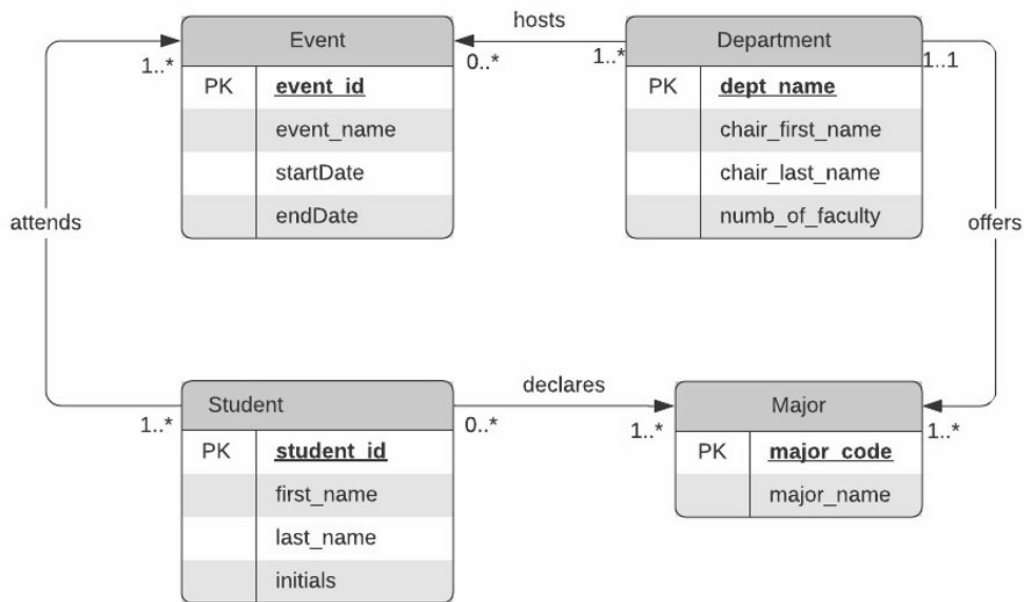 hosts
Event
Department
1..*
0..*
1..*
1..1
PK event_id
event_name
startDate
endDate
PK dept_name
chair_first_name
chair_last_name
numb_of_faculty
attends
offers
declares
Student
Major
1..*
0..*
1..*
1..*
PK student_id
first_name
last_name
initials
PK major_code
major_name